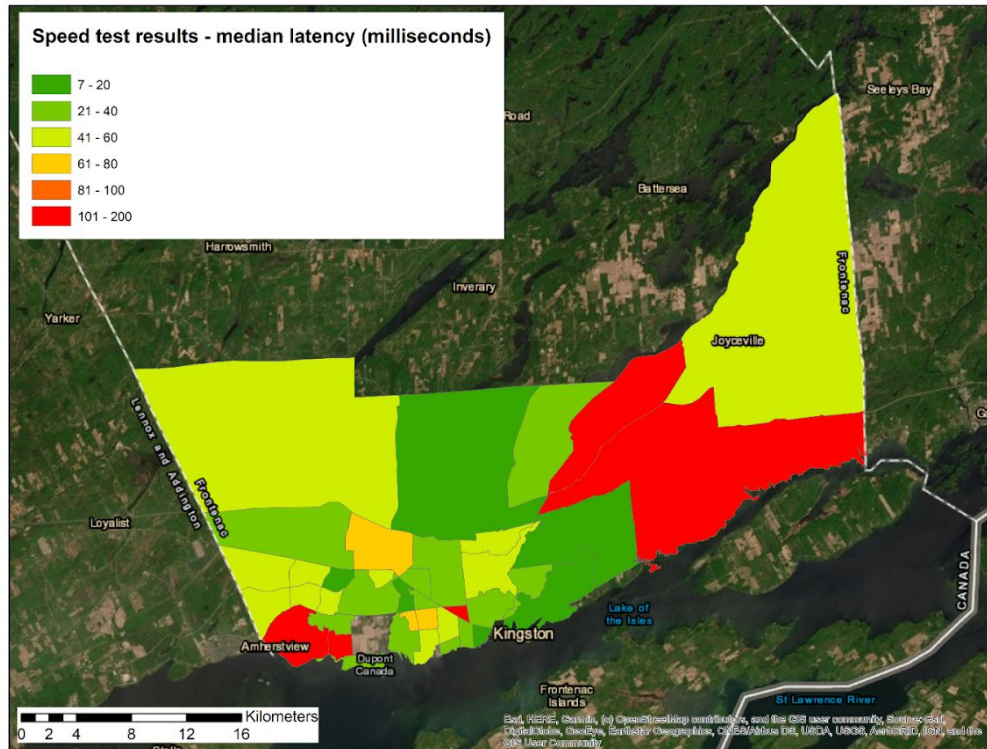 Speed test results - median latency (milliseconds)
7 - 20
21 - 40
41 - 60
61 - 80
81 - 100
101 - 200
Seeleys Bay
Road
Battersea
Harrowsmith
Inverary
Yarker
Frontenac
Joyceville
Lennox and Addington
Frontenac
Loyalist
CANADA
Lake of
the Isles
Kingston
Amherstview
Dupont
Canada
Frontenac
Islands
St Lawrence River
Kilometers
0 2 4 8 12 16
Esri, HERE, Garmin, (c) OpenStreetMap contributors, and the GIS user community, Source: Esri,
DigitalGlobe, GeoEye, Earthstar Geographics, CNES/Airbus DS, USDA, USGS, AeroGRID, IGN, and the
GIS User Community